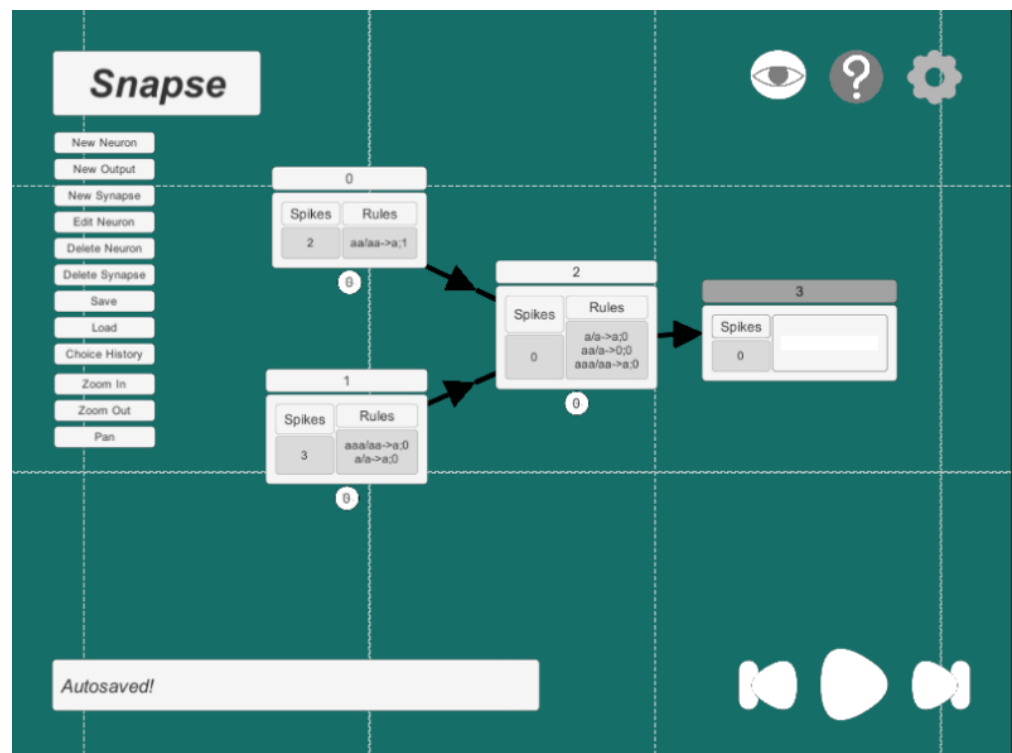 Snapse
New Neuron
New Output
New Synapse
Edit Neuron
Delete Neuron
Delete Synapse
Save
Load
Choice History
Zoom In
Zoom Out
Pan
0
Spikes Rules
2 aa/aa->a;1
0
1
Spikes Rules
3
aaa/aa->a;0
a/a->a;0
0
2
Spikes Rules
0
a/a->a;0
aa/a->0;0
aaa/aa->a;0
0
3
Spikes
0
?
Autosaved!